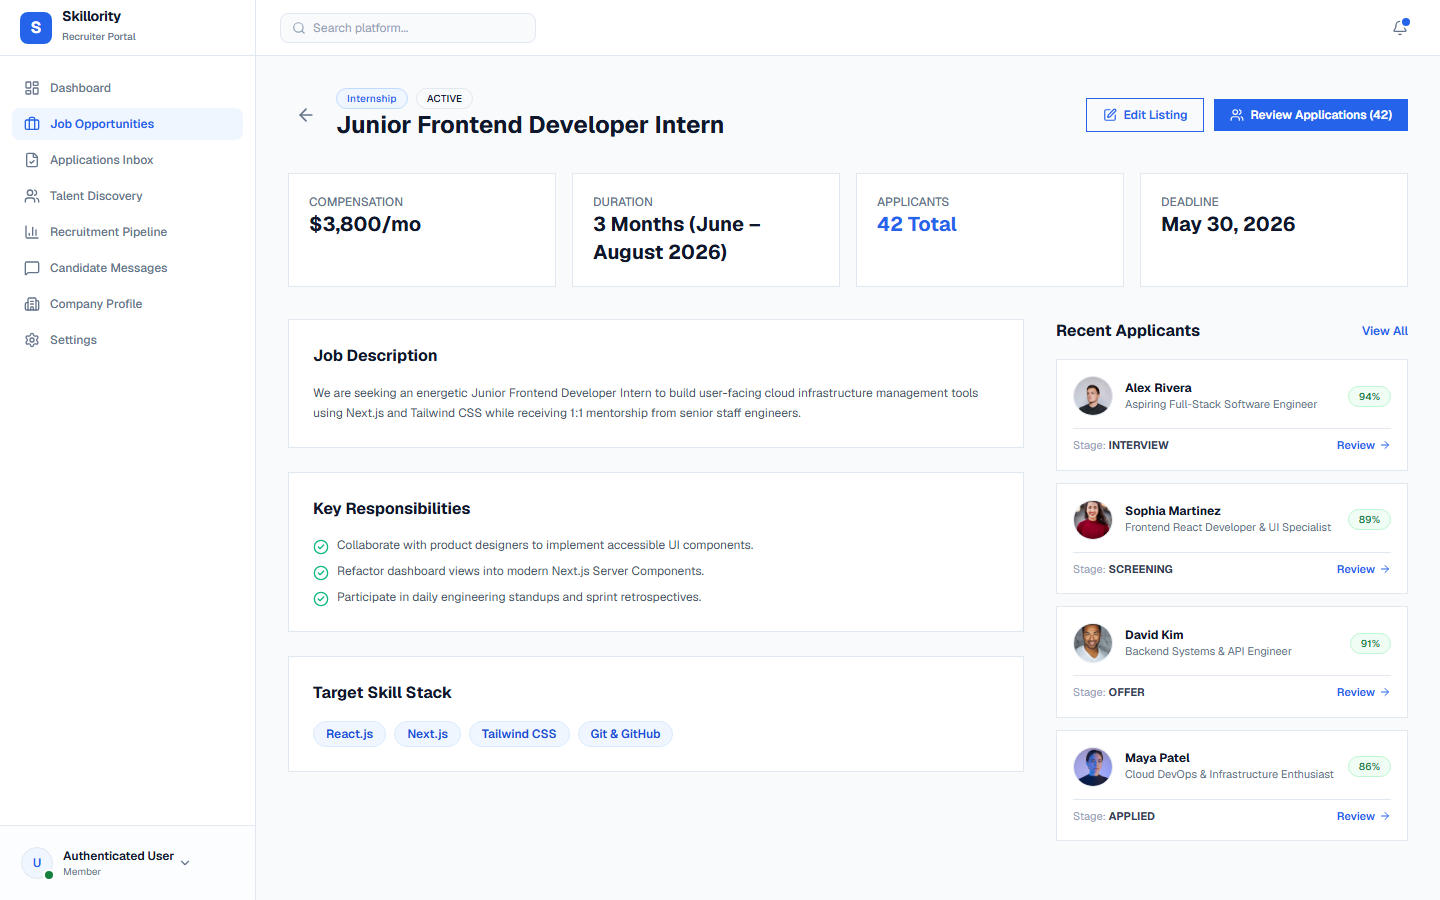 S
Skillority
Recruiter Portal
Dashboard
Job Opportunities
Applications Inbox
Talent Discovery
Recruitment Pipeline
Candidate Messages
Company Profile
Settings
U
Authenticated User
Member
Search platform...
Internship
ACTIVE
Junior Frontend Developer Intern
Edit Listing
Review Applications (42)
COMPENSATION
$3,800/mo
DURATION
3 Months (June –
August 2026)
APPLICANTS
42 Total
DEADLINE
May 30, 2026
Job Description
We are seeking an energetic Junior Frontend Developer Intern to build user-facing cloud infrastructure management tools
using Next.js and Tailwind CSS while receiving 1:1 mentorship from senior staff engineers.
Key Responsibilities
Collaborate with product designers to implement accessible UI components.
Refactor dashboard views into modern Next.js Server Components.
Participate in daily engineering standups and sprint retrospectives.
Target Skill Stack
React.js
Next.js
Tailwind CSS
Git & GitHub
Recent Applicants
View All
Alex Rivera
Aspiring Full-Stack Software Engineer
94%
Stage: INTERVIEW
Review
Sophia Martinez
Frontend React Developer & UI Specialist
89%
Stage: SCREENING
Review
David Kim
Backend Systems & API Engineer
91%
Stage: OFFER
Review
Maya Patel
Cloud DevOps & Infrastructure Enthusiast
86%
Stage: APPLIED
Review